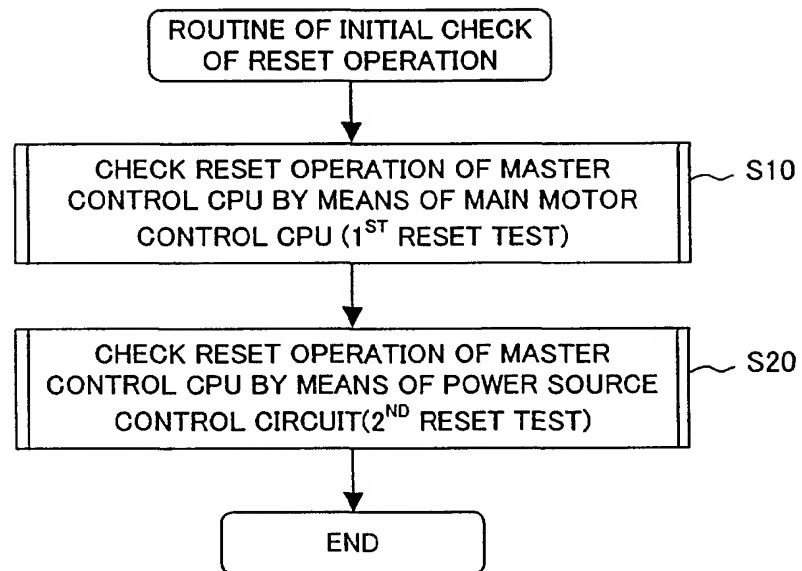 ROUTINE OF INITIAL CHECK
OF RESET OPERATION
CHECK RESET OPERATION OF MASTER
CONTROL CPU BY MEANS OF MAIN MOTOR
CONTROL CPU (1ST RESET TEST)
S10
CHECK RESET OPERATION OF MASTER
CONTROL CPU BY MEANS OF POWER SOURCE
CONTROL CIRCUIT(2ND RESET TEST)
S20
END